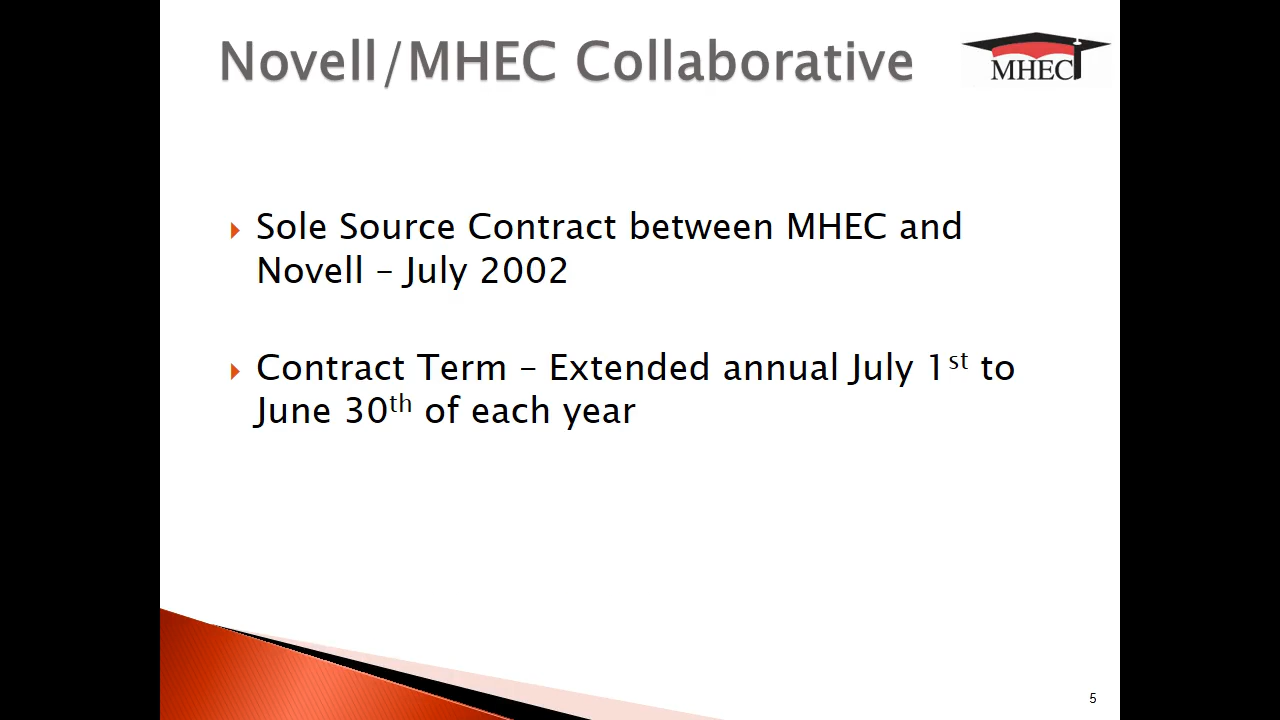 Novell/MHEC Collaborative
MHEC
Sole Source Contract between MHEC and
Novell – July 2002
Contract Term – Extended annual July 1st to
June 30th of each year
5